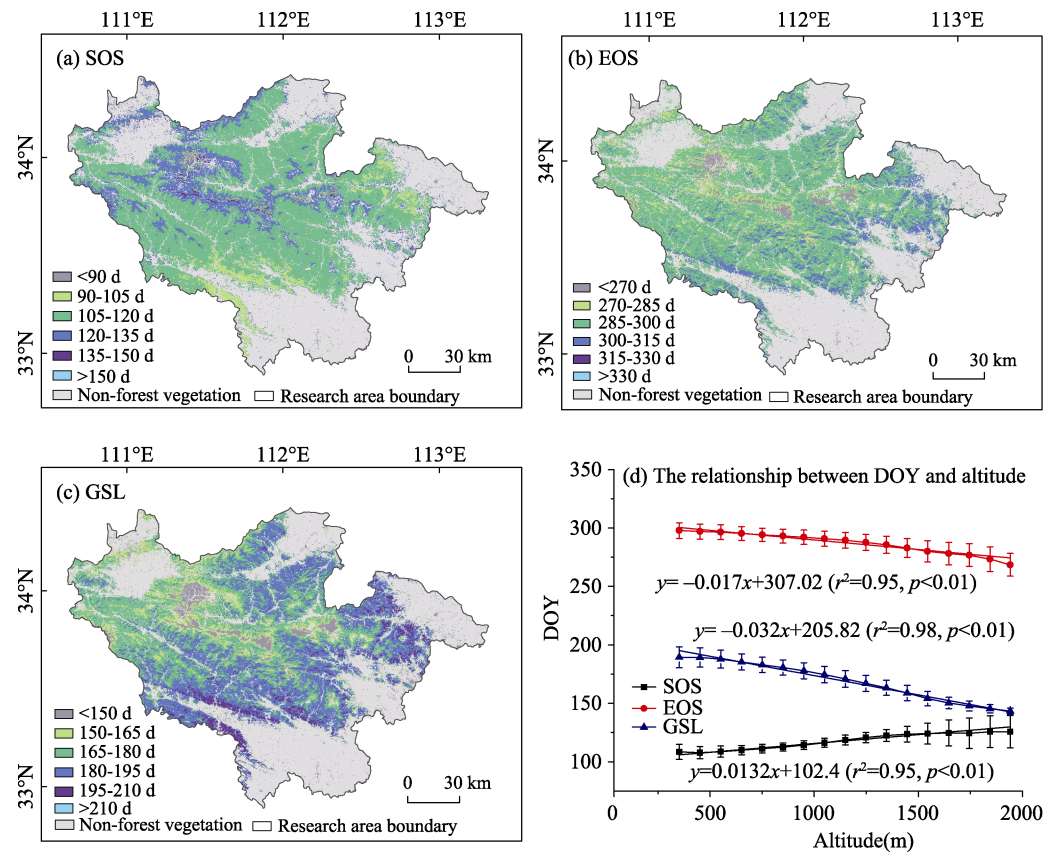 111°E 112°E 113°E
(a) SOS
34°N
33°N
<90 d
90-105 d
105-120 d
120-135 d
135-150 d
>150 d
Non-forest vegetation
Research area boundary
0 30 km
111°E 112°E 113°E
(b) EOS
34°N
33°N
<270 d
270-285 d
285-300 d
300-315 d
315-330 d
>330 d
Non-forest vegetation
Research area boundary
0 30 km
111°E 112°E 113°E
(c) GSL
34°N
33°N
<150 d
150-165 d
165-180 d
180-195 d
195-210 d
>210 d
Non-forest vegetation
Research area boundary
0 30 km
(d) The relationship between DOY and altitude
350
300
250
200
150
100
DOY
y= −0.017x+307.02 (r²=0.95, p<0.01)
y= −0.032x+205.82 (r²=0.98, p<0.01)
SOS
EOS
GSL
y=0.0132x+102.4 (r²=0.95, p<0.01)
0 500 1000 1500 2000
Altitude(m)